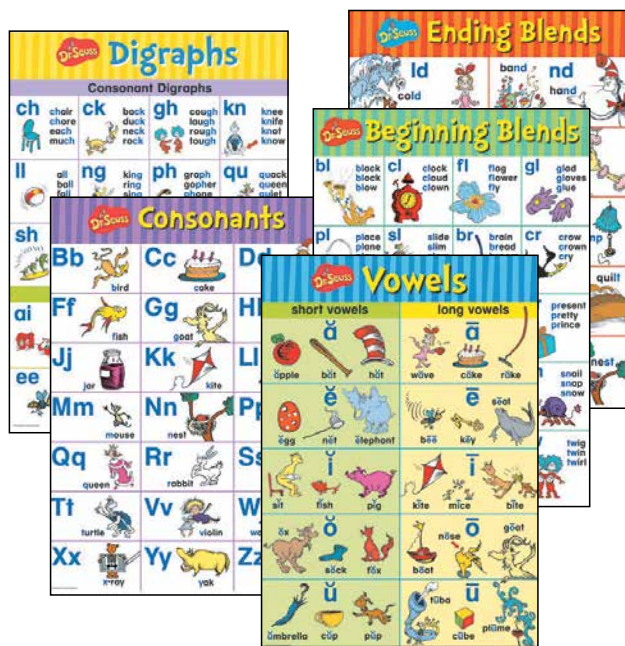 Dr. Seuss Digraphs
Consonant Digraphs
ch chair chore each much
ck back duck neck rock
gh cough laugh rough tough
kn knee knife knot know
ll all ball fall
ng king ring sing
ph graph gopher phone
qu quack queen quiet
sh
ai
ee
Dr. Seuss Ending Blends
ld cold
nd band hand
quilt
nest
Dr. Seuss Beginning Blends
bl black block blow
cl clock cloud clown
fl flag flower fly
gl glad gloves glue
pl place plane
sl slide slim
br brain bread
cr crow crown cry
present pretty prince
snail snap snow
twig twin twirl
Dr. Seuss Consonants
Bb bird
Cc cake
Dd
Ff fish
Gg goat
Jj jar
Kk kite
Mm mouse
Nn nest
Qq queen
Rr rabbit
Tt turtle
Vv violin
Xx x-ray
Yy yak
Zz
Dr. Seuss Vowels
short vowels
long vowels
ă
ăpple băt hăt
ā
wāve cāke rāke
ĕ
ĕgg nĕt ĕlephant
ē
bēē kēy sēal
ĭ
sĭt fĭsh pĭg
ī
kīte mīce bīte
ŏ
ŏx sŏck fŏx
ō
bōat nōse gōat
ŭ
ŭmbrella cŭp pŭp
ū
tūba cūbe plūme